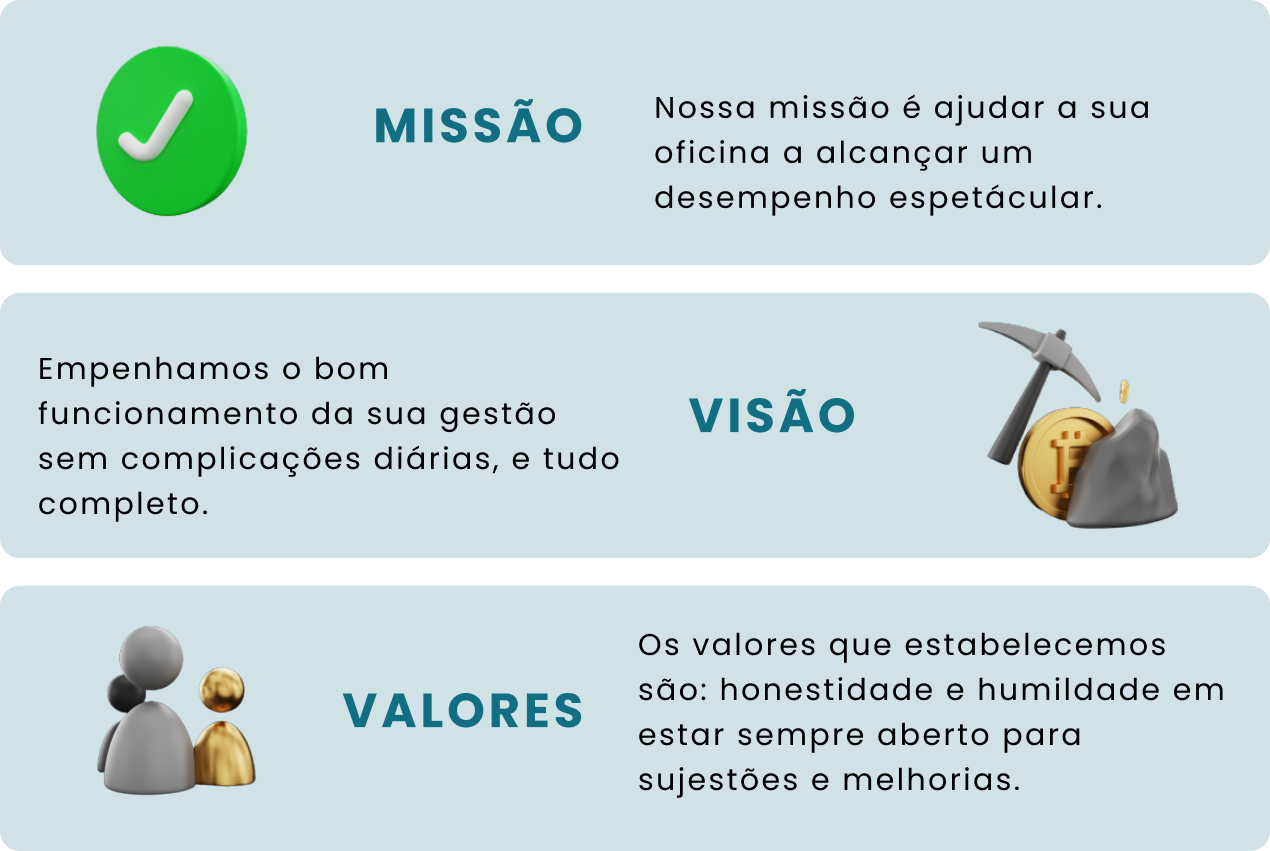 MISSÃO
Nossa missão é ajudar a sua
oficina a alcançar um
desempenho espetácular.
Empenhamos o bom
funcionamento da sua gestão
sem complicações diárias, e tudo
completo.
VISÃO
VALORES
Os valores que estabelecemos
são: honestidade e humildade em
estar sempre aberto para
sujestões e melhorias.